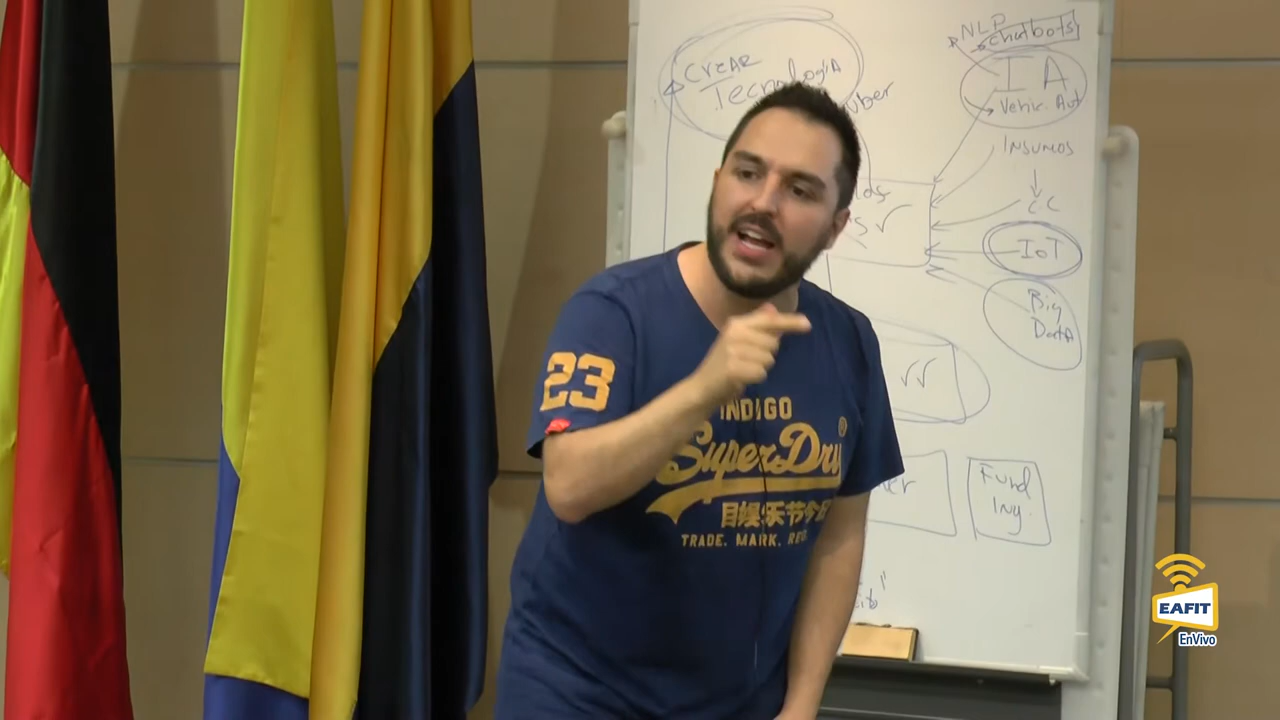 NLP
chatbots
CrEAR
TecnologíA
uber
IA
Vehic. Aut
INSUMOS
CC
IoT
Big
DatA
23
INDIGO
SuperDry
®
TRADE. MARK. REG.
Fund
Ing.
EAFIT
EnVivo